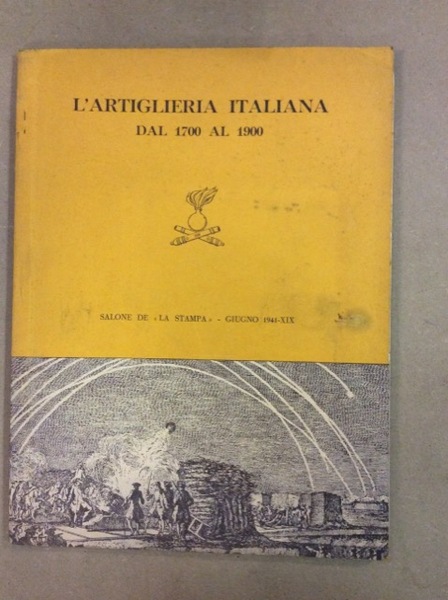 L'ARTIGLIERIA ITALIANA
DAL 1700 AL 1900
SALONE DE «LA STAMPA» - GIUGNO 1941-XIX